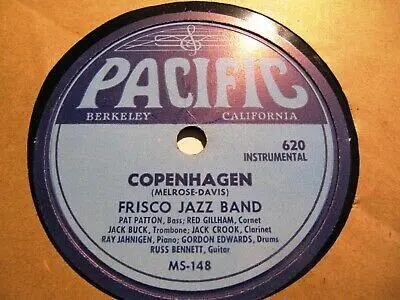 PACIFIC
BERKELEY CALIFORNIA
620
INSTRUMENTAL
COPENHAGEN
(MELROSE-DAVIS)
FRISCO JAZZ BAND
PAT PATTON, Bass; RED GILLHAM, Cornet
JACK BUCK, Trombone; JACK CROOK, Clarinet
RAY JAHNIGEN, Piano; GORDON EDWARDS, Drums
RUSS BENNETT, Guitar
MS-148